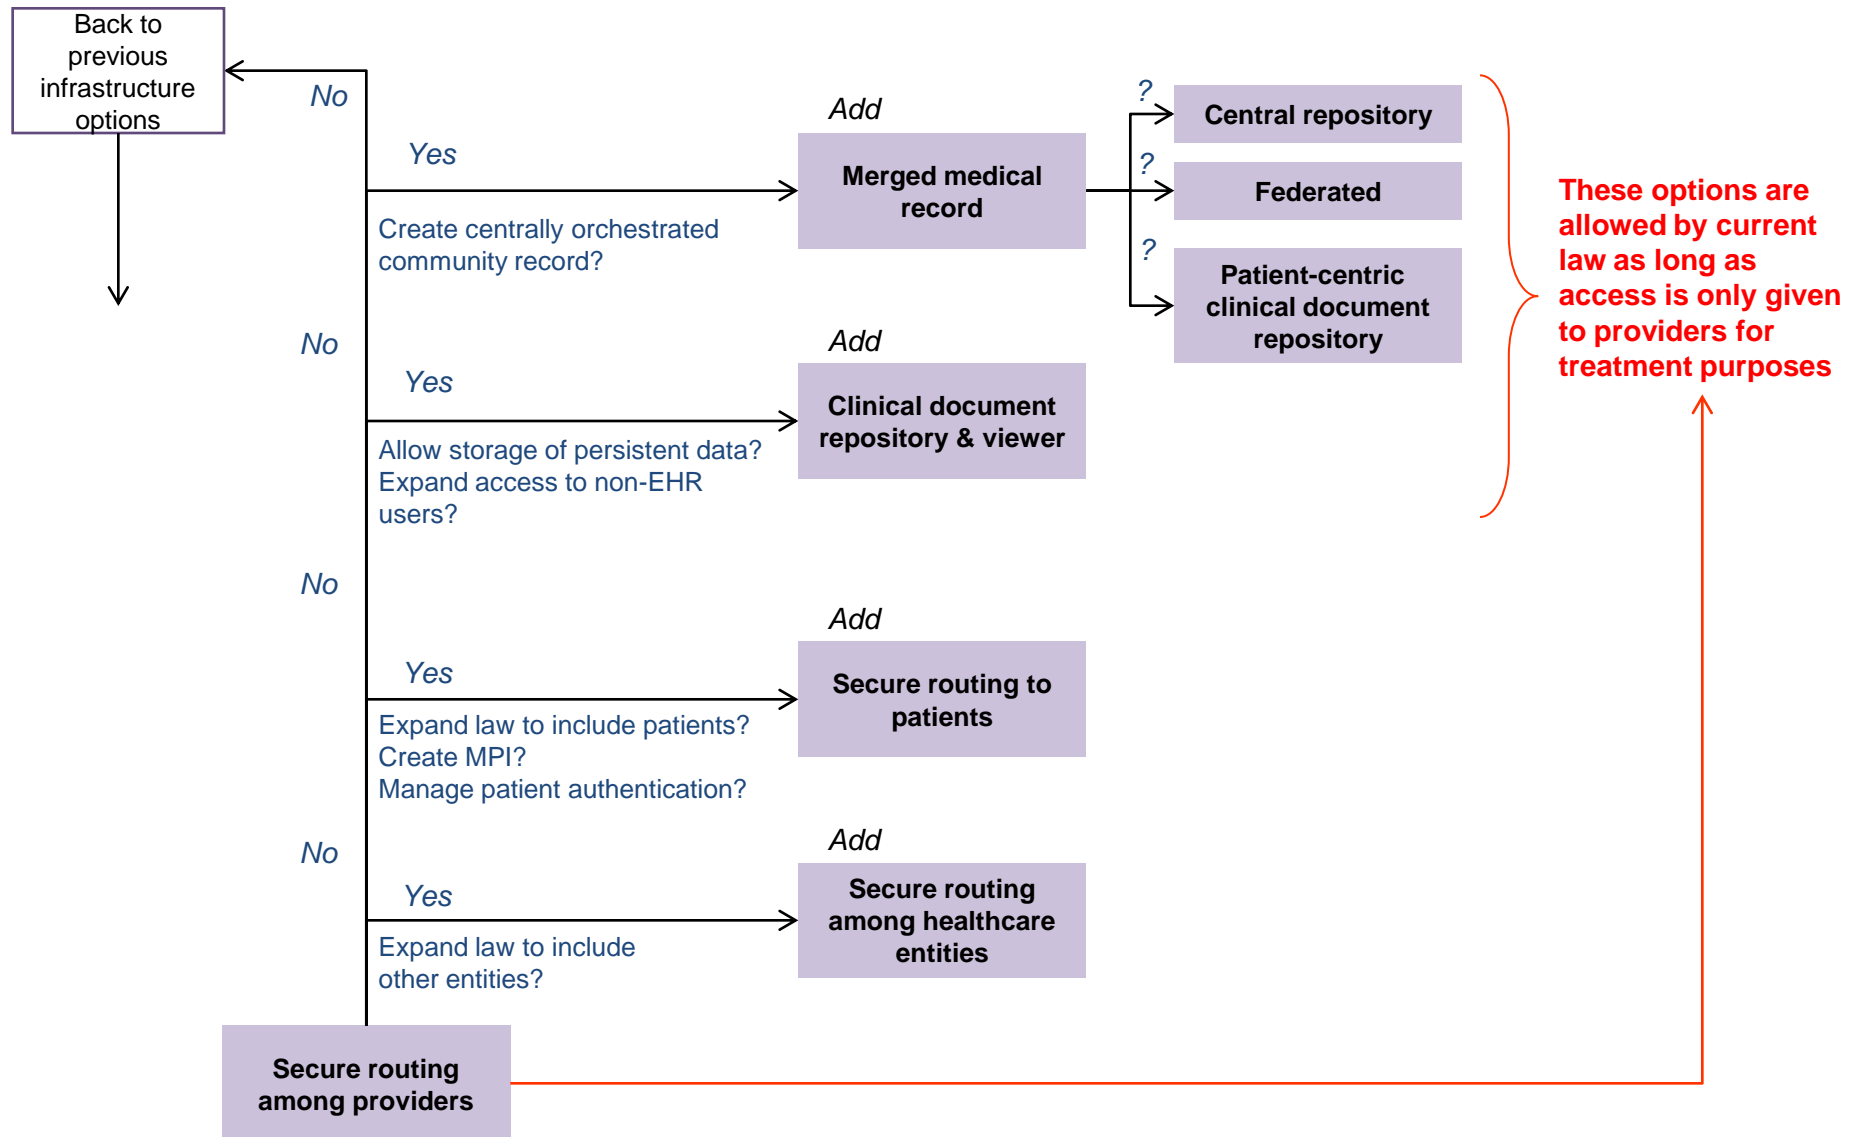 Back to
previous
infrastructure
options
No
Yes
Create centrally orchestrated
community record?
Add
Merged medical
record
?
Central repository
?
Federated
?
Patient-centric
clinical document
repository
These options are
allowed by current
law as long as
access is only given
to providers for
treatment purposes
No
Yes
Allow storage of persistent data?
Expand access to non-EHR
users?
Add
Clinical document
repository & viewer
No
Yes
Expand law to include patients?
Create MPI?
Manage patient authentication?
Add
Secure routing to
patients
No
Yes
Expand law to include
other entities?
Add
Secure routing
among healthcare
entities
Secure routing
among providers